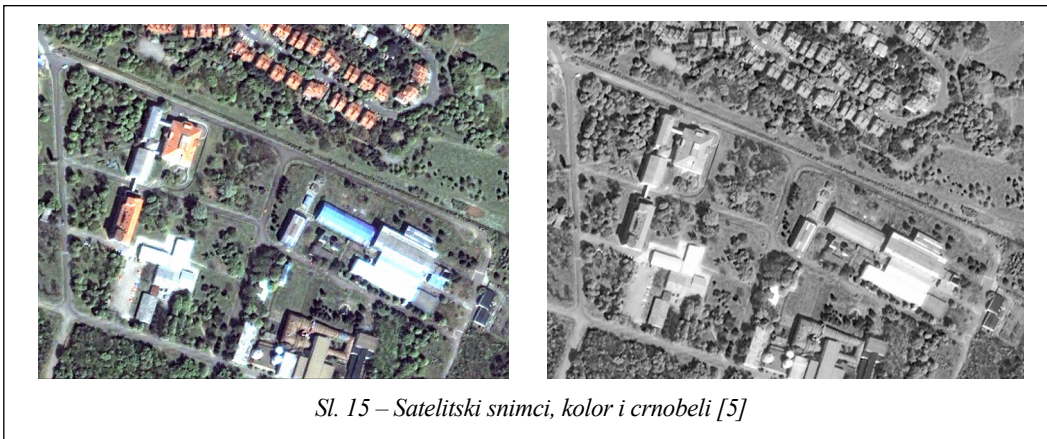 Sl. 15 – Satelitski snimci, kolor i crnobeli [5]